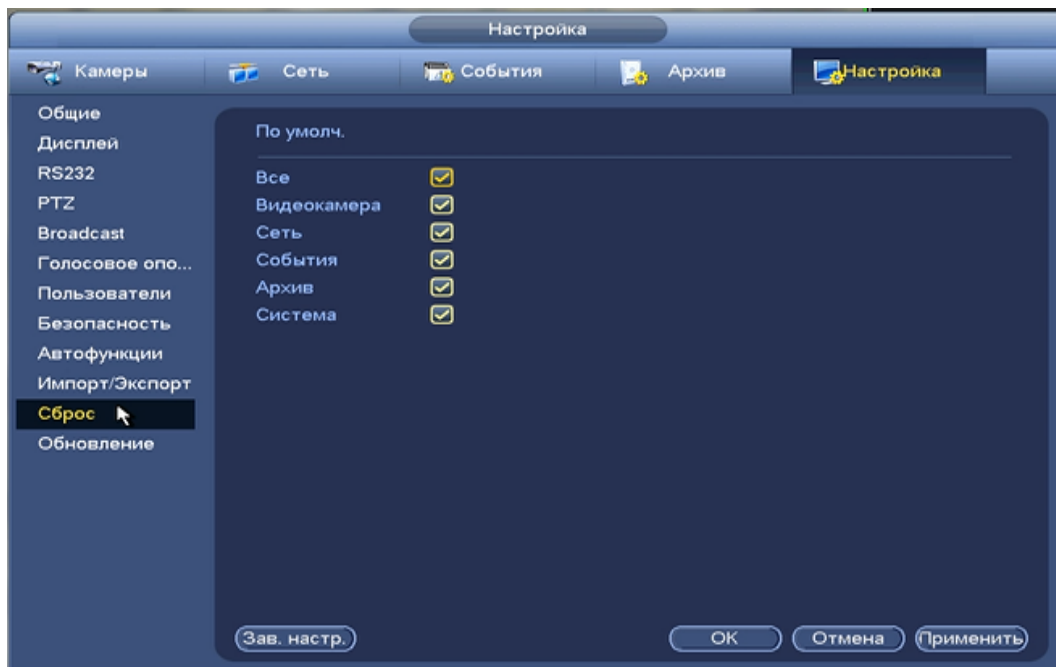 Настройка
Камеры
Сеть
События
Архив
Настройка
Общие
Дисплей
RS232
PTZ
Broadcast
Голосовое опо...
Пользователи
Безопасность
Автофункции
Импорт/Экспорт
Сброс
Обновление
По умолч.
Все
Видеокамера
Сеть
События
Архив
Система
Зав. настр.
OK
Отмена
Применить